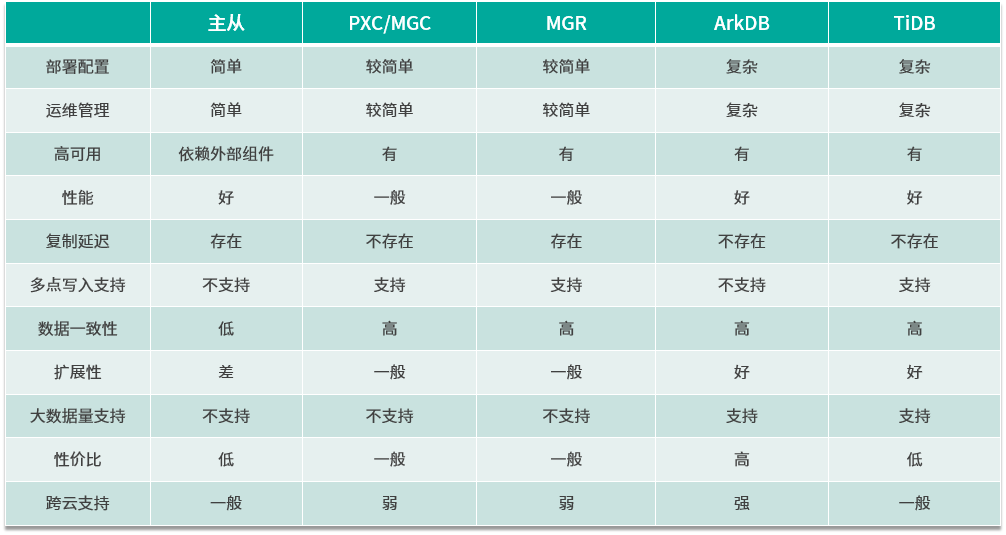 主从 PXC/MGC MGR ArkDB TiDB
部署配置 简单 较简单 较简单 复杂 复杂
运维管理 简单 较简单 较简单 复杂 复杂
高可用 依赖外部组件 有 有 有 有
性能 好 一般 一般 好 好
复制延迟 存在 不存在 存在 不存在 不存在
多点写入支持 不支持 支持 支持 不支持 支持
数据一致性 低 高 高 高 高
扩展性 差 一般 一般 好 好
大数据量支持 不支持 不支持 不支持 支持 支持
性价比 低 一般 一般 高 低
跨云支持 一般 弱 弱 强 一般